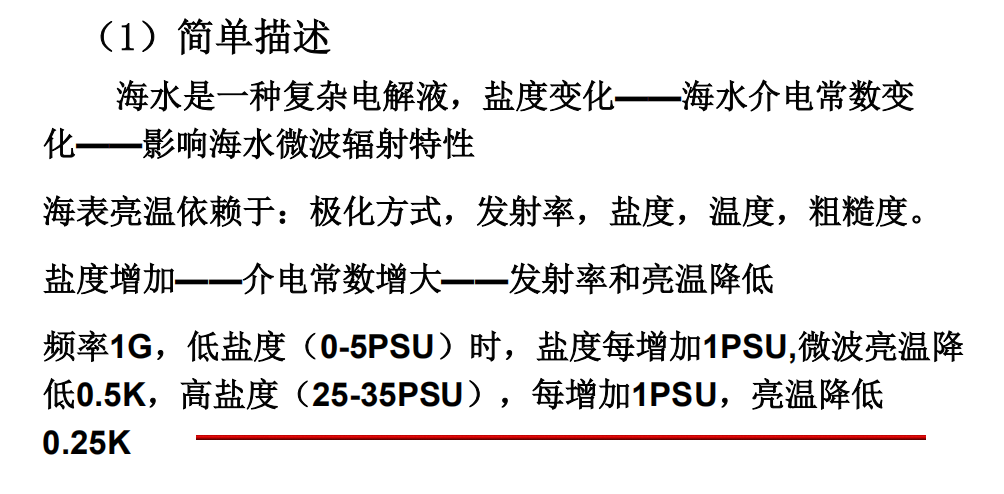 （1）简单描述
海水是一种复杂电解液，盐度变化——海水介电常数变
化——影响海水微波辐射特性
海表亮温依赖于：极化方式，发射率，盐度，温度，粗糙度。
盐度增加——介电常数增大——发射率和亮温降低
频率1G，低盐度（0-5PSU）时，盐度每增加1PSU,微波亮温降
低0.5K，高盐度（25-35PSU），每增加1PSU，亮温降低
0.25K